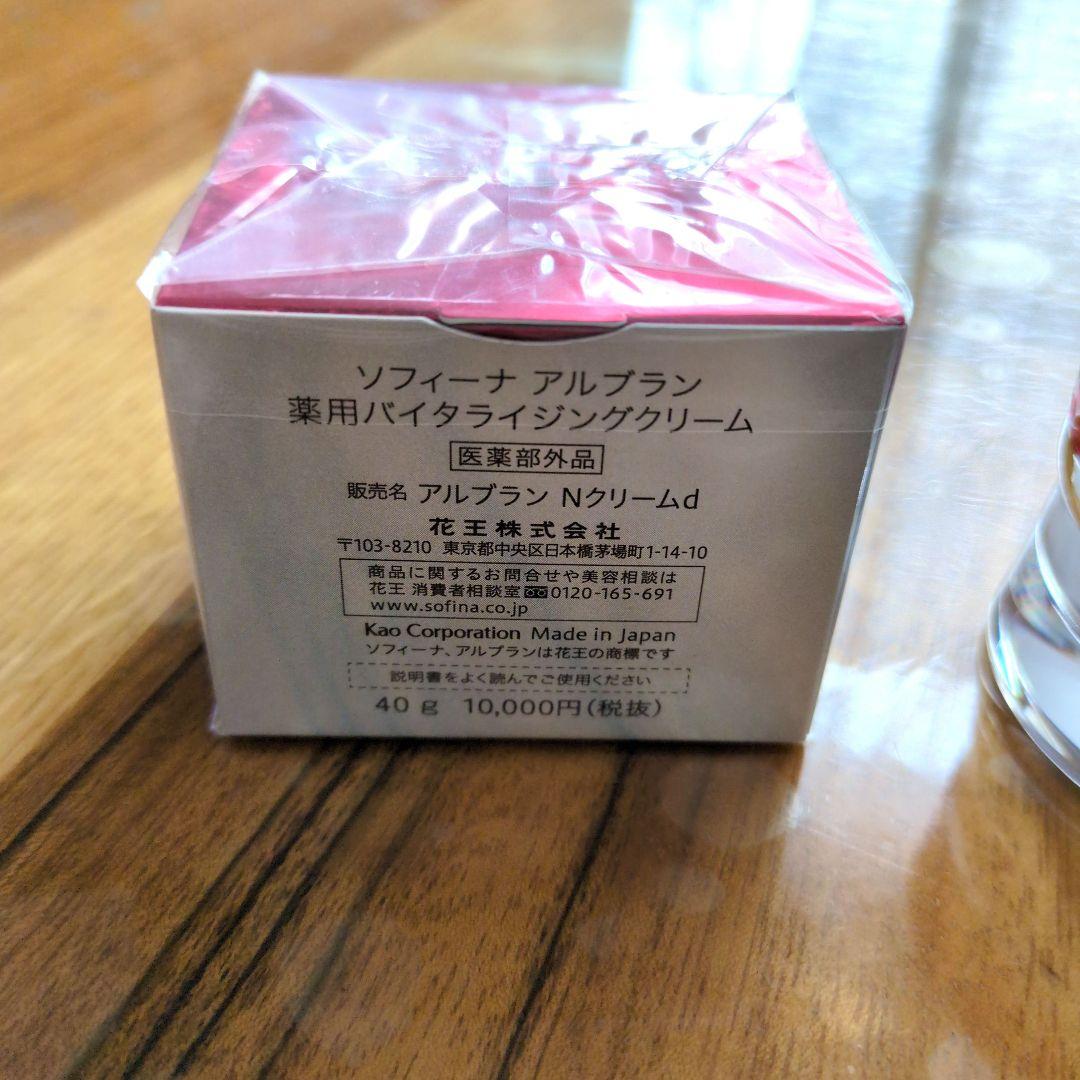 ソフィーナ アルブラン
薬用バイタライジングクリーム
医薬部外品
販売名 アルブラン Nクリームd
花王株式会社
〒103-8210 東京都中央区日本橋茅場町1-14-10
商品に関するお問合せや美容相談は
花王 消費者相談室 0120-165-691
www.sofina.co.jp
Kao Corporation Made in Japan
ソフィーナ、アルブランは花王の商標です
説明書をよく読んでご使用ください
40 g 10,000円(税抜)